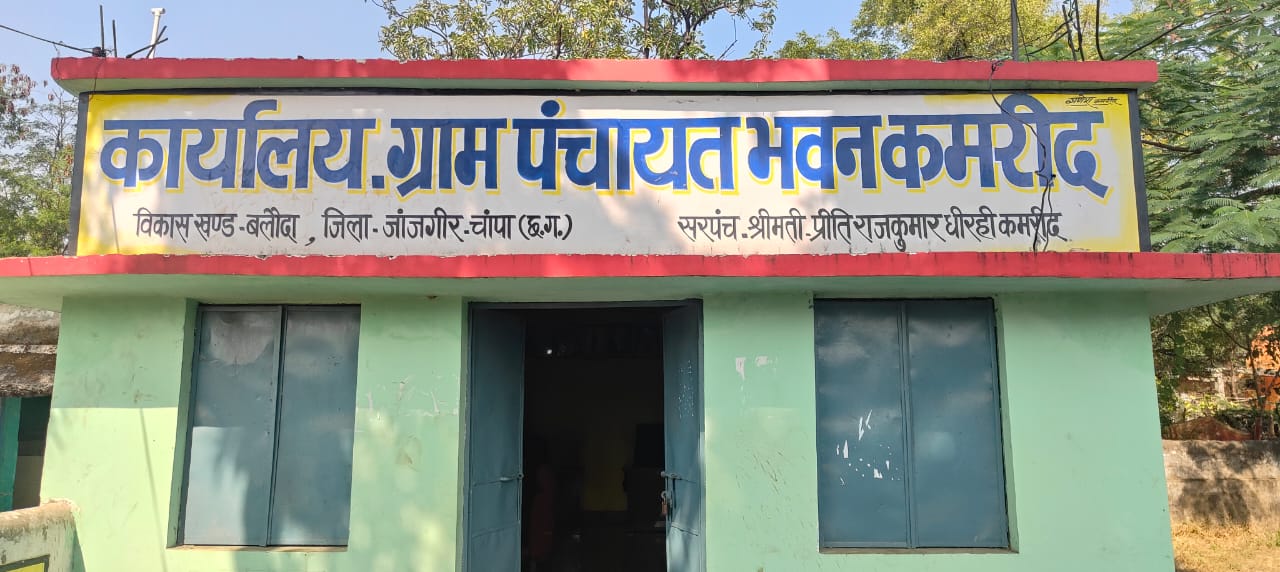 कार्यालय.ग्राम पंचायत भवन कमरीद
विकास खण्ड-बलौदा, जिला-जांजगीर-चांपा (छ.ग.)
सरपंच.श्रीमती-प्रीति राजकुमार धीरही कमरीद